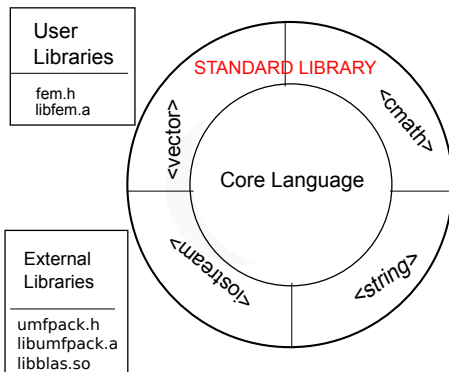 User
Libraries
fem.h
libfem.a
STANDARD LIBRARY
<vector>
<cmath>
Core Language
<iostream>
<string>
External
Libraries
umfpack.h
libumfpack.a
libblas.so